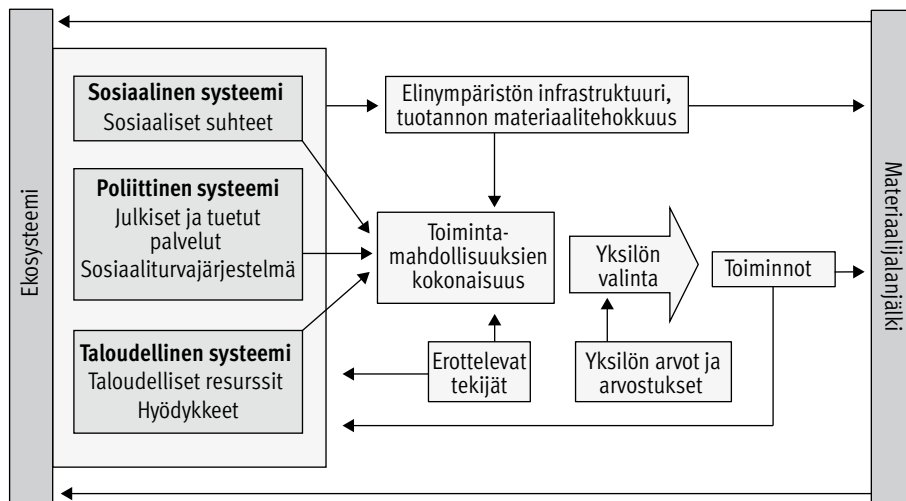 Ekosysteemi
Sosiaalinen systeemi
Sosiaaliset suhteet
Poliittinen systeemi
Julkiset ja tuetut
palvelut
Sosiaaliturvajärjestelmä
Taloudellinen systeemi
Taloudelliset resurssit
Hyödykkeet
Elinympäristön infrastruktuuri,
tuotannon materiaalitehokkuus
Toiminta-
mahdollisuuksien
kokonaisuus
Erottelevat
tekijät
Yksilön
valinta
Yksilön arvot ja
arvostukset
Toiminnot
Materiaalijalanjälki